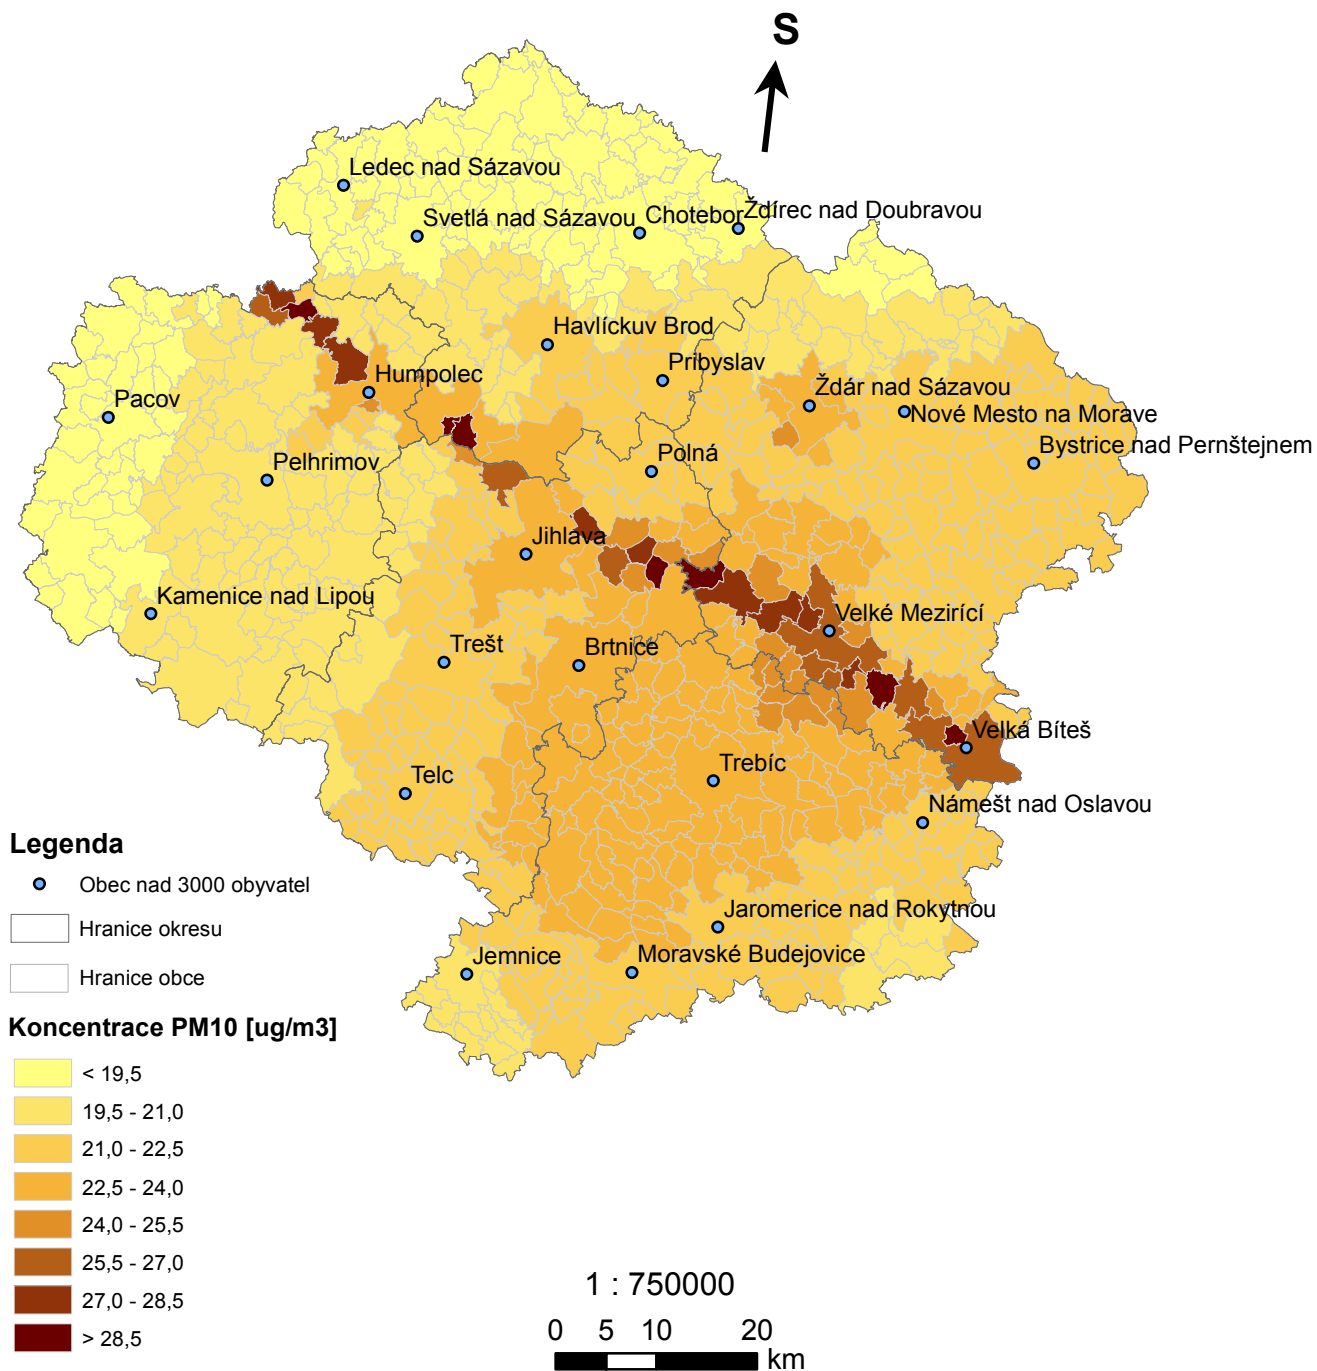 S
Ledec nad Sázavou
Svetlá nad Sázavou
Chotebor
Ždírec nad Doubravou
Havlíckuv Brod
Pribyslav
Humpolec
Ždár nad Sázavou
Nové Mesto na Morave
Pacov
Bystrice nad Pernštejnem
Pelhrimov
Polná
Jihlava
Kamenice nad Lipou
Velké Mezirící
Trešt
Brtnice
Velká Bíteš
Telc
Trebíc
Námešt nad Oslavou
Jaromerice nad Rokytnou
Jemnice
Moravské Budejovice
Legenda
Obec nad 3000 obyvatel
Hranice okresu
Hranice obce
Koncentrace PM10 [ug/m3]
< 19,5
19,5 - 21,0
21,0 - 22,5
22,5 - 24,0
24,0 - 25,5
25,5 - 27,0
27,0 - 28,5
> 28,5
1 : 750000
0 5 10 20
km